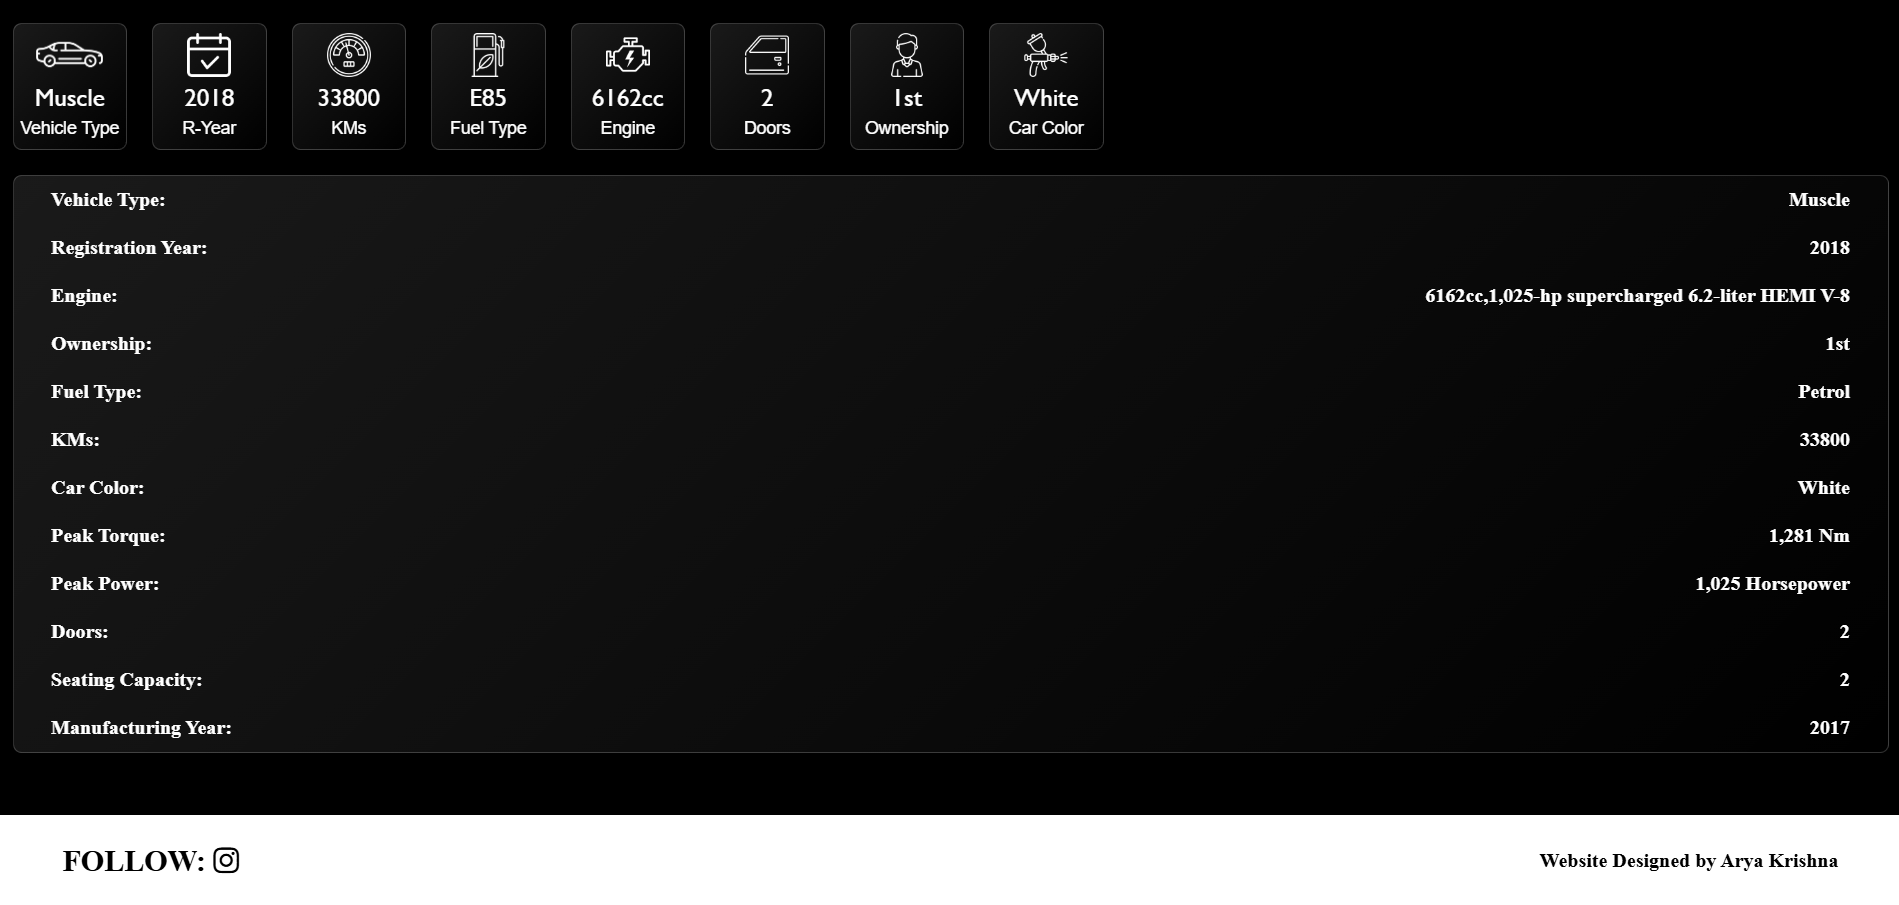 Muscle 2018 33800 E85 6162cc 2 1st White
Vehicle Type R-Year KMs Fuel Type Engine Doors Ownership Car Color
Vehicle Type: Muscle
Registration Year: 2018
Engine: 6162cc,1,025-hp supercharged 6.2-liter HEMI V-8
Ownership: 1st
Fuel Type: Petrol
KMs: 33800
Car Color: White
Peak Torque: 1,281 Nm
Peak Power: 1,025 Horsepower
Doors: 2
Seating Capacity: 2
Manufacturing Year: 2017
FOLLOW: Website Designed by Arya Krishna